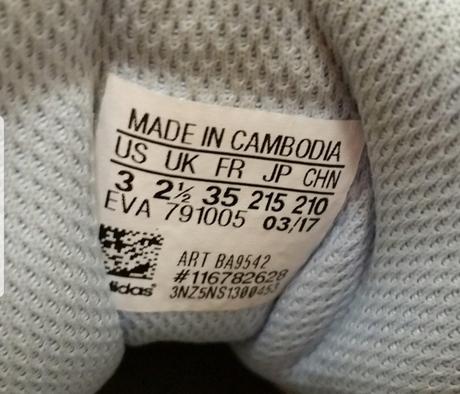 MADE IN CAMBODIA
US UK FR JP CHN
3 2½ 35 215 210
EVA 791005 03/17
ART BA9542
#116782628
3NZ5NS1300453
adidas